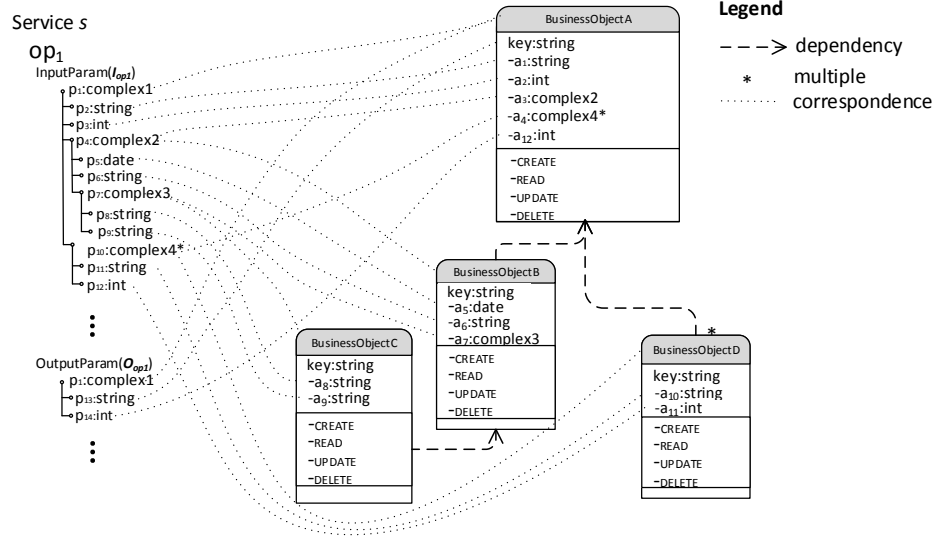 Service s
op1
InputParam(Iop1)
p1:complex1
p2:string
p3:int
p4:complex2
p5:date
p6:string
p7:complex3
p8:string
p9:string
p10:complex4*
p11:string
p12:int
OutputParam(Oop1)
p1:complex1
p13:string
p14:int
BusinessObjectA
key:string
-a1:string
-a2:int
-a3:complex2
-a4:complex4*
-a12:int
-CREATE
-READ
-UPDATE
-DELETE
BusinessObjectB
key:string
-a5:date
-a6:string
-a7:complex3
-CREATE
-READ
-UPDATE
-DELETE
BusinessObjectC
key:string
-a8:string
-a9:string
-CREATE
-READ
-UPDATE
-DELETE
*
BusinessObjectD
key:string
-a10:string
-a11:int
-CREATE
-READ
-UPDATE
-DELETE
Legend
dependency
* multiple
correspondence